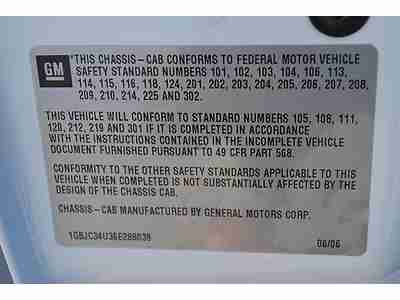 GM
*THIS CHASSIS-CAB CONFORMS TO FEDERAL MOTOR VEHICLE
SAFETY STANDARD NUMBERS 101, 102, 103, 104, 106, 113,
114, 115, 116, 118, 124, 201, 202, 203, 204, 205, 206, 207, 208,
209, 210, 214, 225 AND 302.
THIS VEHICLE WILL CONFORM TO STANDARD NUMBERS 105, 108, 111,
120, 212, 219 AND 301 IF IT IS COMPLETED IN ACCORDANCE
WITH THE INSTRUCTIONS CONTAINED IN THE INCOMPLETE VEHICLE
DOCUMENT FURNISHED PURSUANT TO 49 CFR PART 568.
CONFORMITY TO THE OTHER SAFETY STANDARDS APPLICABLE TO THIS
VEHICLE WHEN COMPLETED IS NOT SUBSTANTIALLY AFFECTED BY THE
DESIGN OF THE CHASSIS CAB.
CHASSIS-CAB MANUFACTURED BY GENERAL MOTORS CORP.
06/06